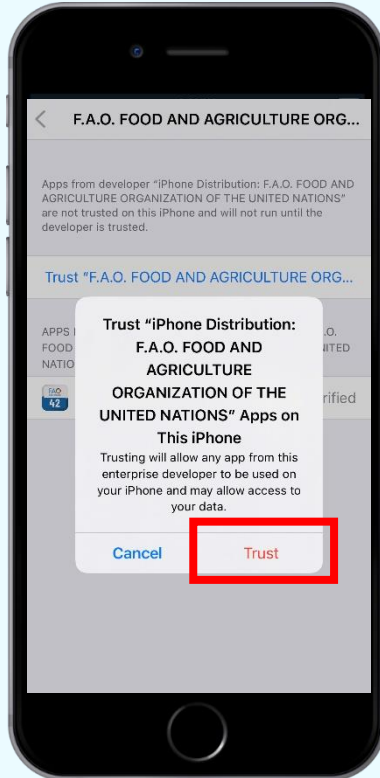 F.A.O. FOOD AND AGRICULTURE ORG...
Apps from developer "iPhone Distribution: F.A.O. FOOD AND
AGRICULTURE ORGANIZATION OF THE UNITED NATIONS"
are not trusted on this iPhone and will not run until the
developer is trusted.
Trust "F.A.O. FOOD AND AGRICULTURE ORG...
APPS
.O.
FOOD
NITED
NATIO
FAO
42
rified
Trust "iPhone Distribution:
F.A.O. FOOD AND
AGRICULTURE
ORGANIZATION OF THE
UNITED NATIONS" Apps on
This iPhone
Trusting will allow any app from this
enterprise developer to be used on
your iPhone and may allow access to
your data.
Cancel
Trust